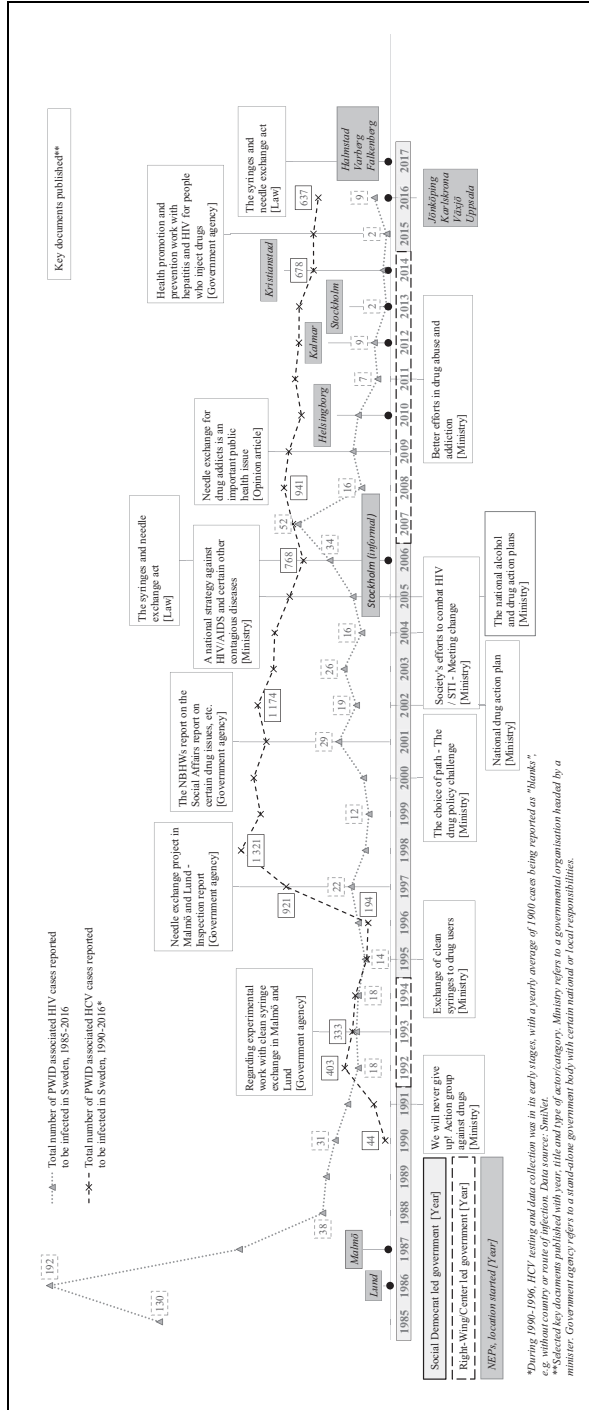 Key documents published**
Total number of PWID associated HIV cases reported
to be infected in Sweden, 1985-2016
Total number of PWID associated HCV cases reported
to be infected in Sweden, 1990-2016*
Regarding experimental
work with clean syringe
exchange in Malmö and
Lund
[Government agency]
Needle exchange project in
Malmö and Lund -
Inspection report
[Government agency]
The NBHWs report on the
Social Affairs report on
certain drug issues, etc.
[Government agency]
A national strategy against
HIV/AIDS and certain other
contagious diseases
[Ministry]
The syringes and needle
exchange act
[Law]
Needle exchange for
drug addicts is an
important public
health issue
[Opinion article]
Health promotion and
prevention work with
hepatitis and HIV for people
who inject drugs
[Government agency]
The syringes and
needle exchange act
[Law]
130
192
38
31
18
18
14
22
12
29
19
26
16
34
52
16
7
9
2
2
9
44
403
333
194
921
1 321
1 174
768
941
678
637
Lund
Malmö
Stockholm (informal)
Helsingborg
Kalmar
Stockholm
Kristianstad
Halmstad
Varberg
Falkenberg
1985 1986 1987 1988 1989 1990 1991 1992 1993 1994 1995 1996 1997 1998 1999 2000 2001 2002 2003 2004 2005 2006 2007 2008 2009 2010 2011 2012 2013 2014 2015 2016 2017
Jönköping
Karlskrona
Växjö
Uppsala
We will never give
up! Action group
against drugs
[Ministry]
Exchange of clean
syringes to drug users
[Ministry]
The choice of path - The
drug policy challenge
[Ministry]
National drug action plan
[Ministry]
Society's efforts to combat HIV
/ STI - Meeting change
[Ministry]
The national alcohol
and drug action plans
[Ministry]
Better efforts in drug abuse and
addiction
[Ministry]
Social Democrat led government [Year]
Right-Wing/Center led government [Year]
NEPs, location started [Year]
*During 1990-1996, HCV testing and data collection was in its early stages, with a yearly average of 1900 cases being reported as "blanks",
e.g. without country or route of infection. Data source: SmiNet.
**Selected key documents published with year, title and type of actor/category. Ministry refers to a governmental organisation headed by a
minister. Government agency refers to a stand-alone government body with certain national or local responsibilities.